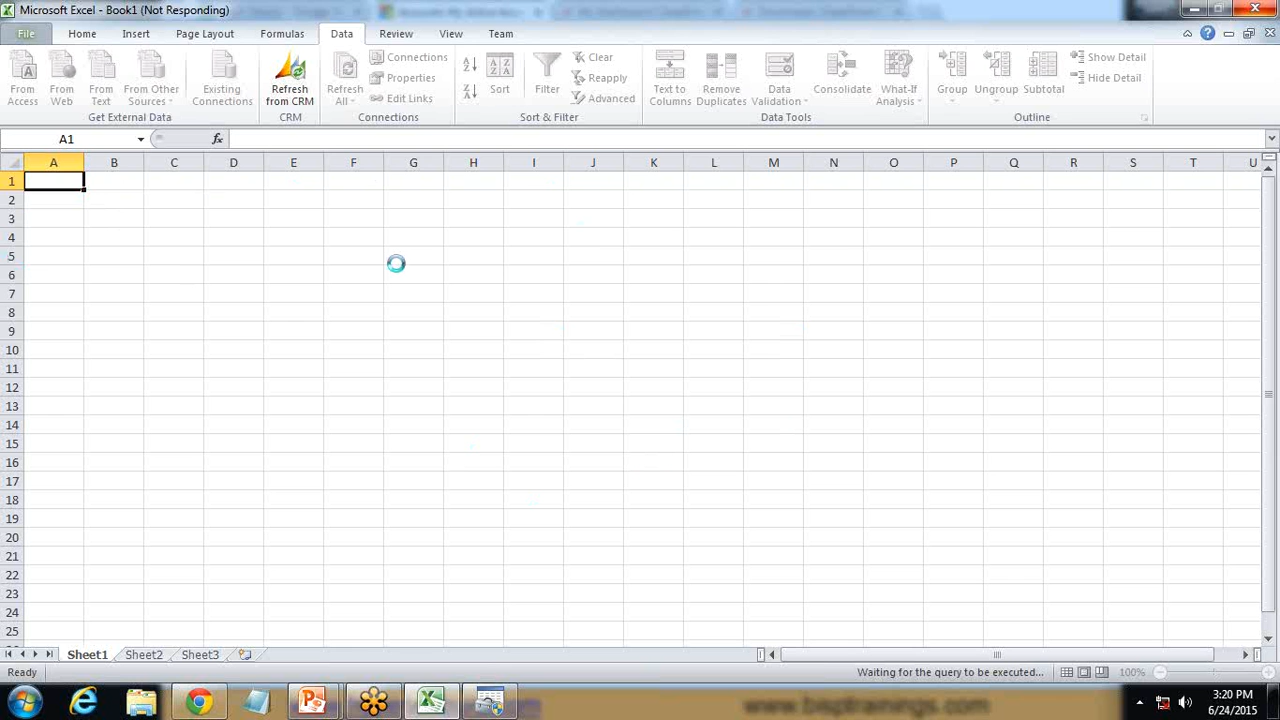 Microsoft Excel - Book1 (Not Responding)
File Home Insert Page Layout Formulas Data Review View Team
From Access
From Web
From Text
From Other Sources
Existing Connections
Get External Data
Refresh from CRM
CRM
Refresh All
Connections
Properties
Edit Links
Connections
Sort
Filter
Clear
Reapply
Advanced
Sort & Filter
Text to Columns
Remove Duplicates
Data Validation
Consolidate
What-If Analysis
Data Tools
Group
Ungroup
Subtotal
Show Detail
Hide Detail
Outline
A1 fx
A B C D E F G H I J K L M N O P Q R S T U
1
2
3
4
5
6
7
8
9
10
11
12
13
14
15
16
17
18
19
20
21
22
23
24
25
Sheet1 Sheet2 Sheet3
Ready Waiting for the query to be executed... 100%
3:20 PM
6/24/2015